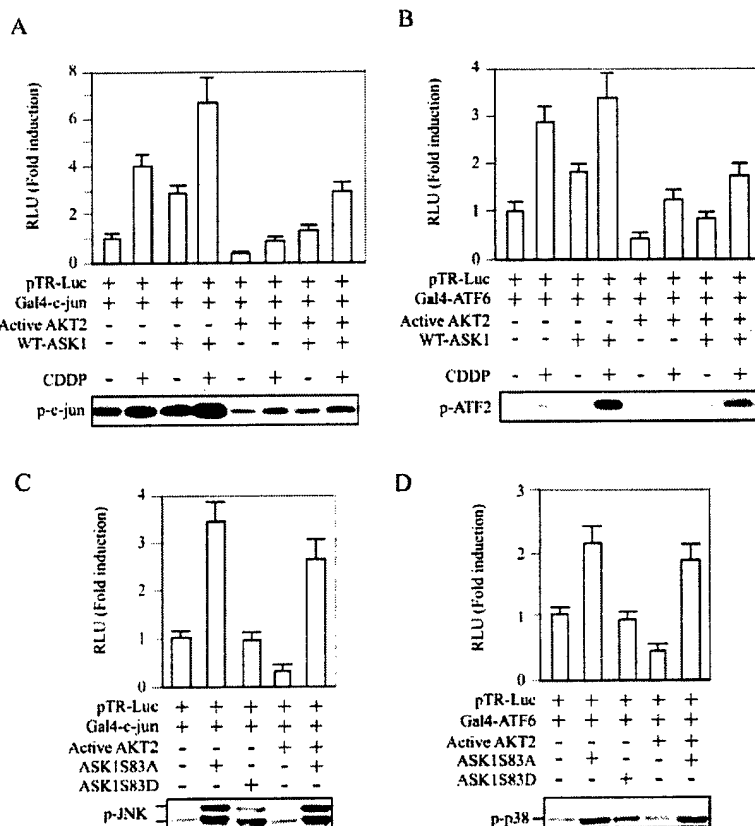 A
RLU (Fold induction)
8
6
4
2
0
pTR-Luc + + + + + + + +
Gal4-c-jun + + + + + + + +
Active AKT2 - - - - + + + +
WT-ASK1 - - + + - - + +
CDDP - + - + - + - +
p-c-jun
B
RLU (Fold induction)
4
3
2
1
0
pTR-Luc + + + + + + + +
Gal4-ATF6 + + + + + + + +
Active AKT2 - - - - + + + +
WT-ASK1 - - + + - - + +
CDDP - + - + - + - +
p-ATF2
C
RLU (Fold induction)
4
3
2
1
0
pTR-Luc + + + + +
Gal4-c-jun + + + + +
Active AKT2 - - - + +
ASK1S83A - + - - +
ASK1S83D - - + - -
p-JNK
D
RLU (Fold induction)
3
2
1
0
pTR-Luc + + + + +
Gal4-ATF6 + + + + +
Active AKT2 - - - + +
ASK1S83A - + - - +
ASK1S83D - - + - -
p-p38